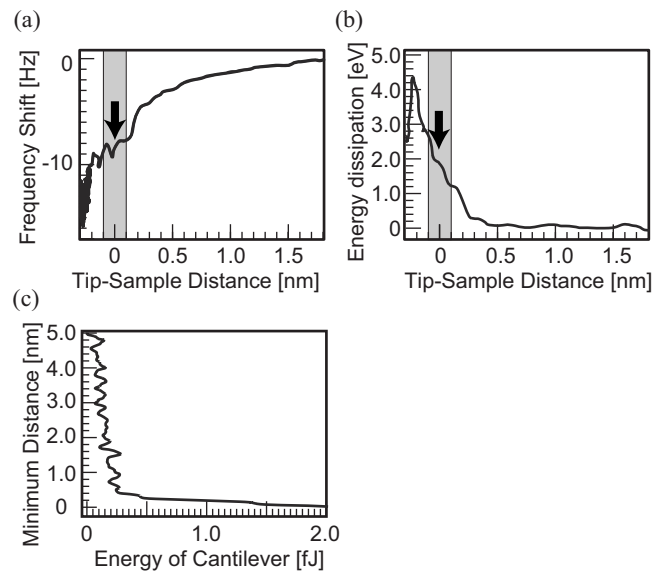 (a)
Frequency Shift [Hz]
0
-10
0
0.5
1.0
1.5
Tip-Sample Distance [nm]
(b)
Energy dissipation [eV]
5.0
4.0
3.0
2.0
1.0
0
0
0.5
1.0
1.5
Tip-Sample Distance [nm]
(c)
Minimum Distance [nm]
5.0
4.0
3.0
2.0
1.0
0
0
1.0
2.0
Energy of Cantilever [fJ]